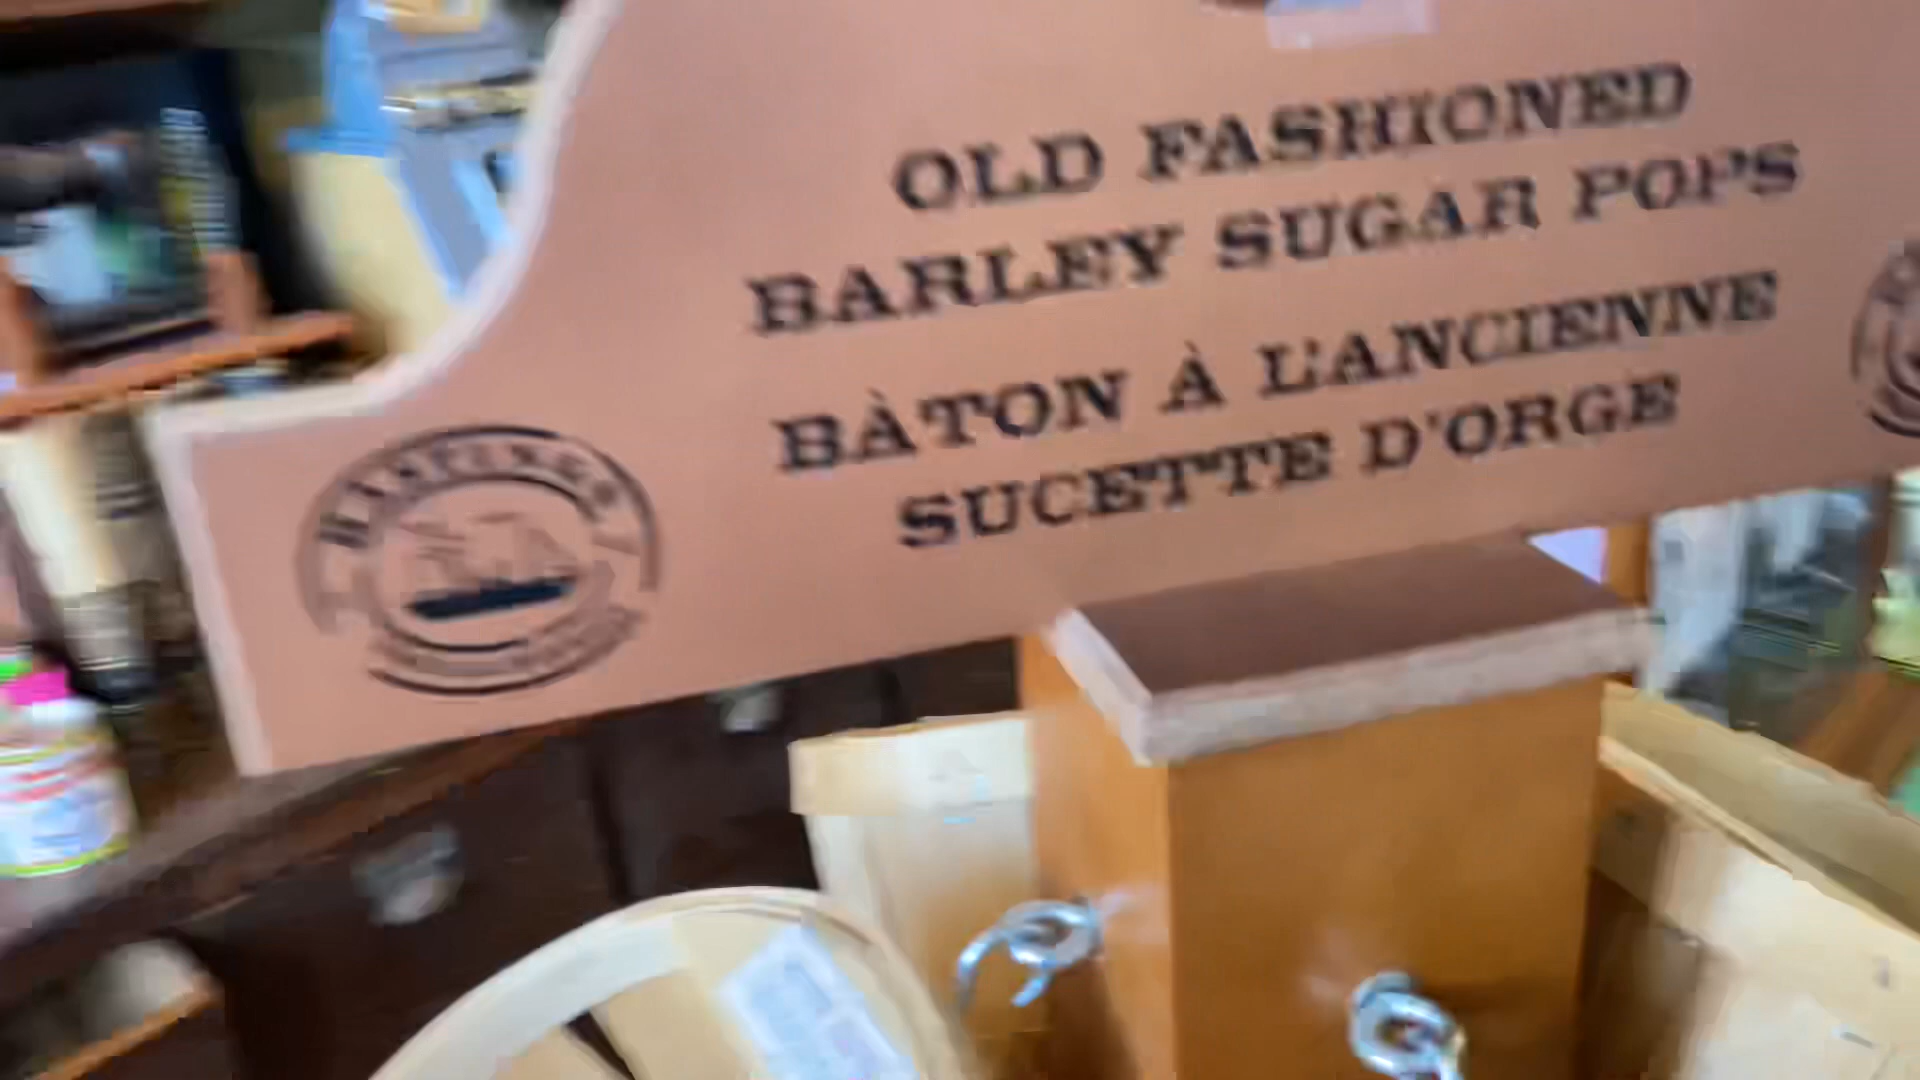 OLD FASHIONED
BARLEY SUGAR POPS
BÀTON À L'ANCIENNE
SUCETTE D'ORGE